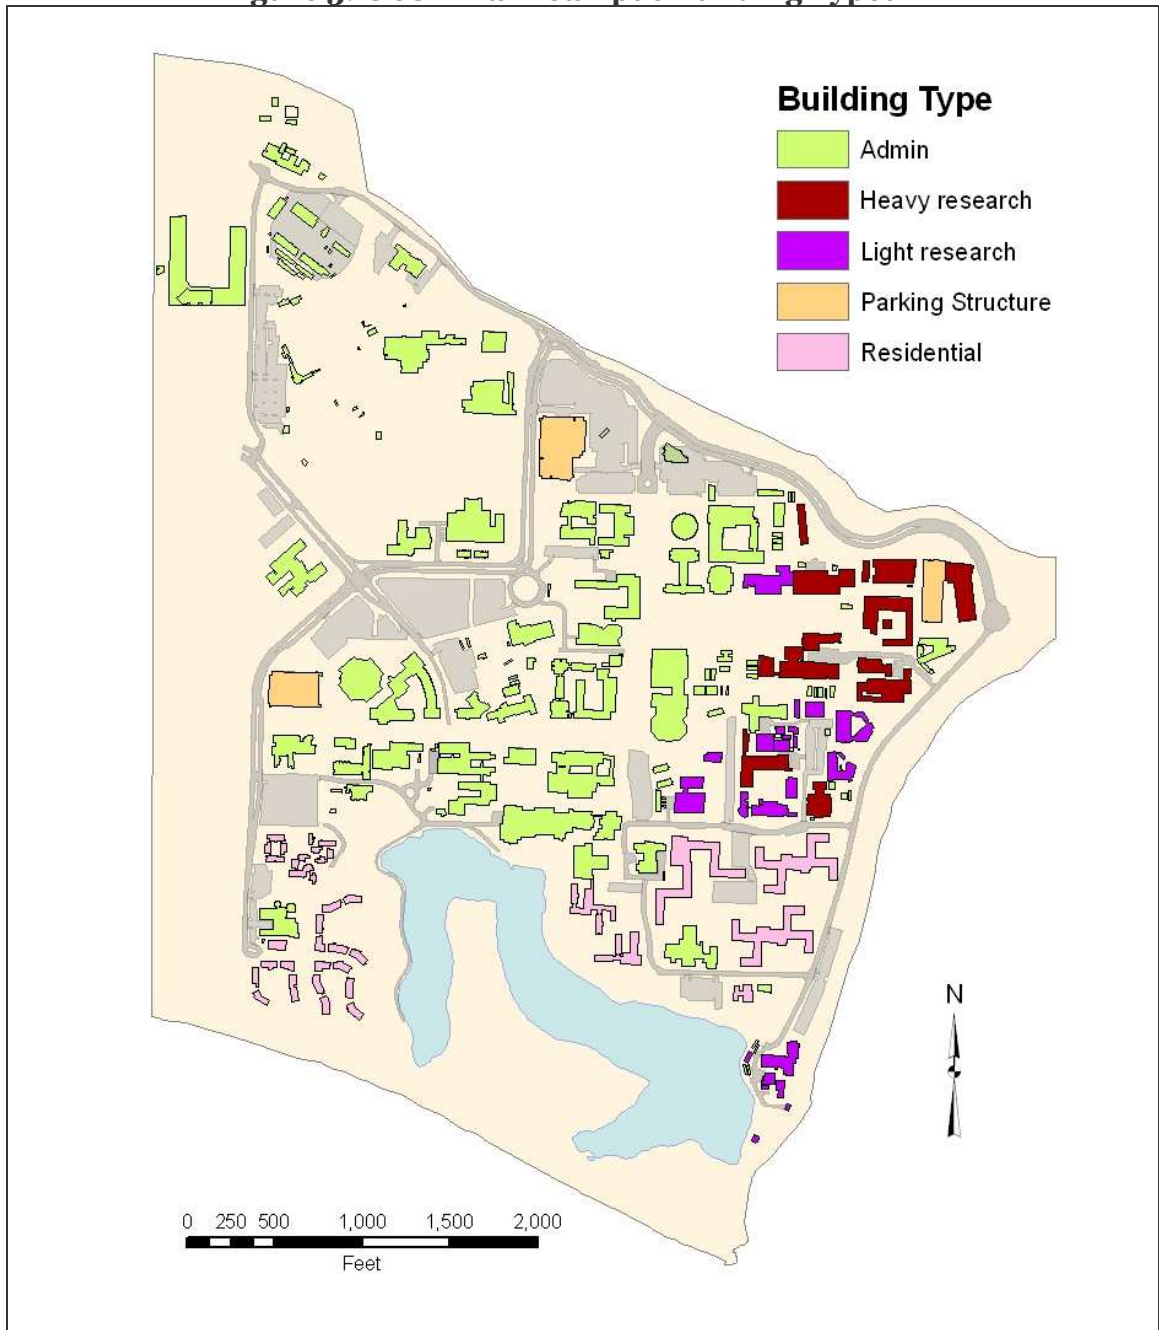 Building Type
Admin
Heavy research
Light research
Parking Structure
Residential
N
0 250 500 1,000 1,500 2,000
Feet